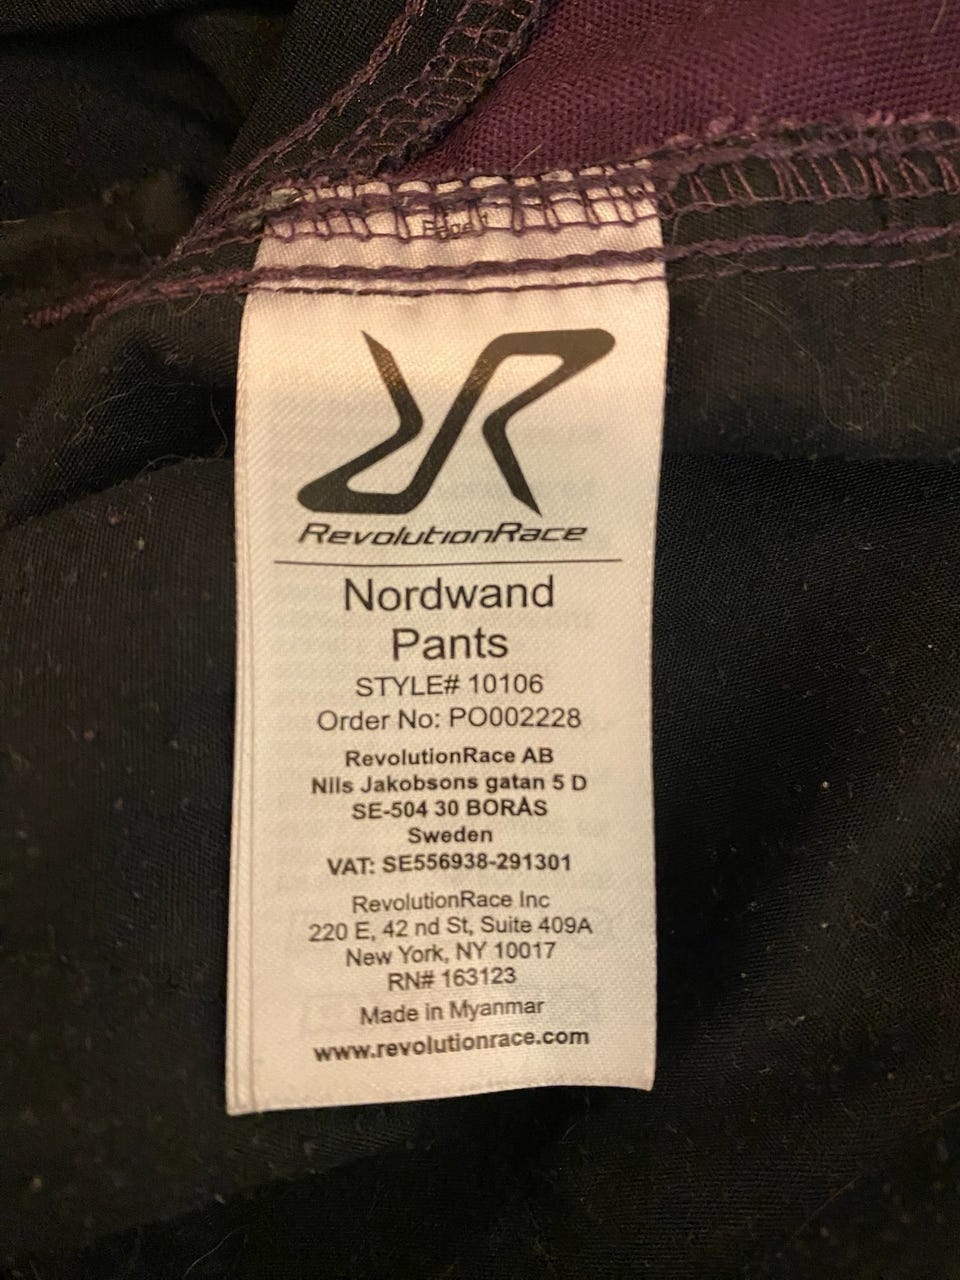 Page 1
RevolutionRace
Nordwand
Pants
STYLE# 10106
Order No: PO002228
RevolutionRace AB
Nils Jakobsons gatan 5 D
SE-504 30 BORÅS
Sweden
VAT: SE556938-291301
RevolutionRace Inc
220 E, 42 nd St, Suite 409A
New York, NY 10017
RN# 163123
Made in Myanmar
www.revolutionrace.com